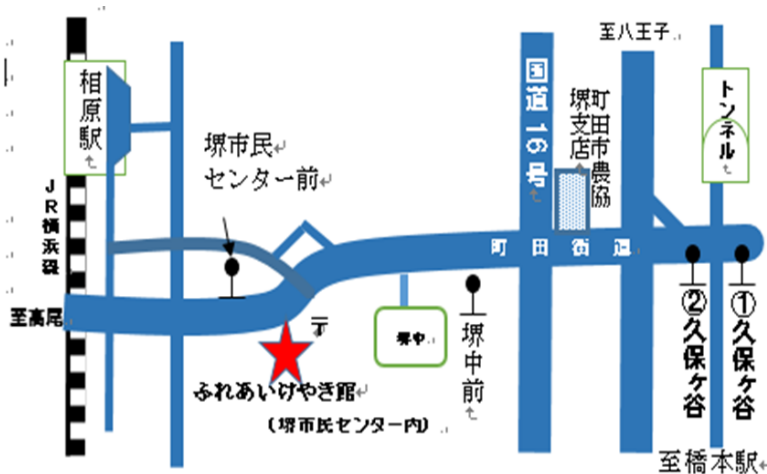 至八王子
相原駅
国道16号
町田市農協
堺支店
トンネル
堺市民
センター前
JR横浜線
町田街道
至高尾
〒
堺中
堺中前
②久保ヶ谷
①久保ヶ谷
ふれあいけやき館
(堺市民センター内)
至橋本駅